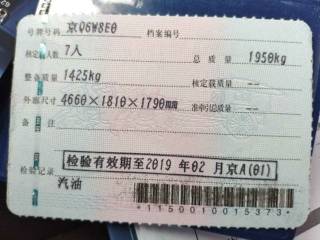 号牌号码 京Q6W8E0 档案编号
核定载人数 7人 总质量 1950kg
整备质量 1425kg 核定载质量 --
外廓尺寸 4660×1810×1790mm 准牵引总质量 --
备注
检验有效期至2019 年 02 月京A(01)
检验记录
汽油
*1150010015373*